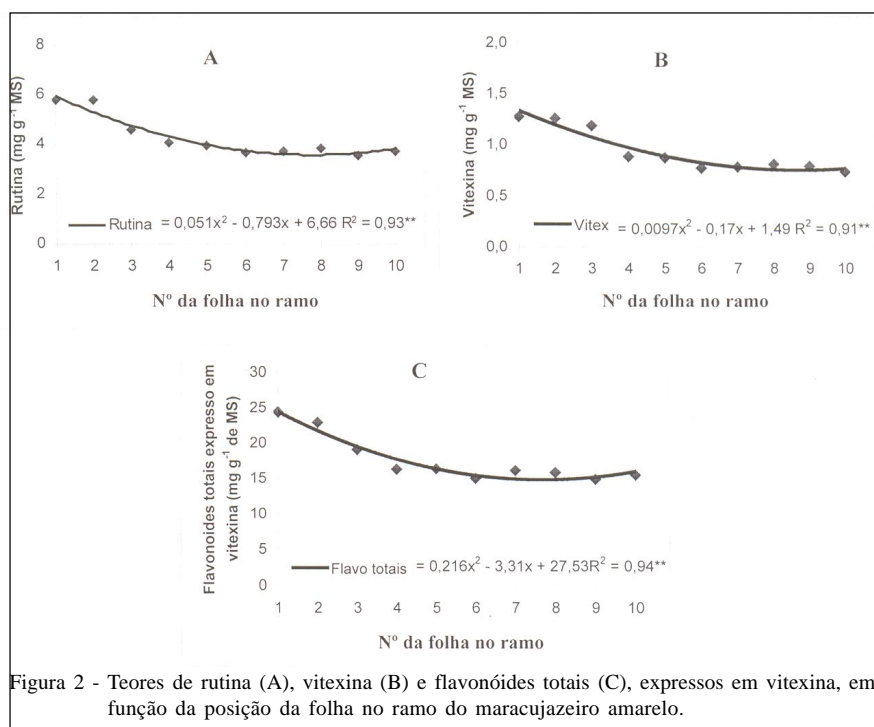 A
Rutina (mg g⁻¹ MS)
8
6
4
2
0
Rutina = 0,051x² - 0,793x + 6,66 R² = 0,93**
1 2 3 4 5 6 7 8 9 10
Nº da folha no ramo
B
Vitexina (mg g⁻¹ MS)
2,0
1,5
1,0
0,5
0,0
Vitex = 0,0097x² - 0,17x + 1,49 R² = 0,91**
1 2 3 4 5 6 7 8 9 10
Nº da folha no ramo
C
Flavonoides totais expresso em
vitexina (mg g⁻¹ de MS)
30
25
20
15
10
5
0
Flavo totais = 0,216x² - 3,31x + 27,53R² = 0,94**
1 2 3 4 5 6 7 8 9 10
Nº da folha no ramo
Figura 2 - Teores de rutina (A), vitexina (B) e flavonóides totais (C), expressos em vitexina, em
função da posição da folha no ramo do maracujazeiro amarelo.